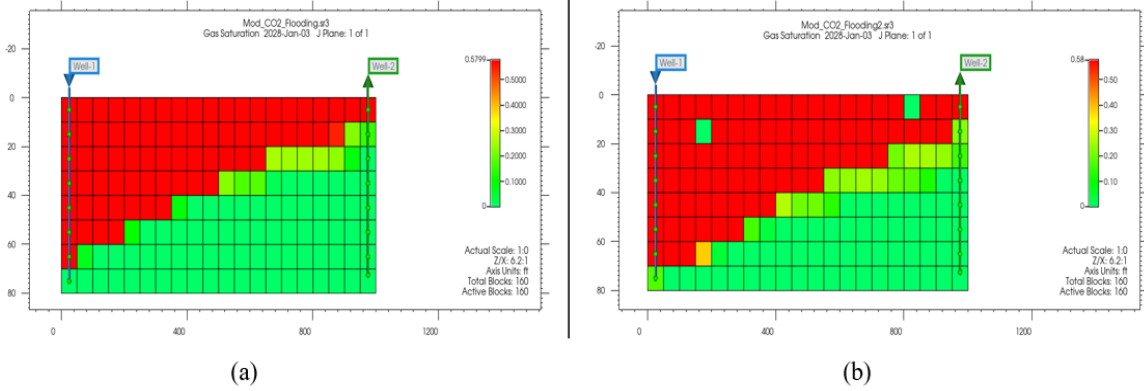 Mod_CO2_Flooding.sr3
Gas Saturation 2028-Jan-03 J Plane: 1 of 1
-20
0
20
40
60
80
Well-1
Well-2
0.5799
0.5000
0.4000
0.3000
0.2000
0.1000
0
Actual Scale: 1:0
Z/X: 6.2:1
Axis Units: ft
Total Blocks: 160
Active Blocks: 160
0
400
800
1200
(a)
Mod_CO2_Flooding2.sr3
Gas Saturation 2028-Jan-03 J Plane: 1 of 1
-20
0
20
40
60
80
Well-1
Well-2
0.58
0.50
0.40
0.30
0.20
0.10
0
Actual Scale: 1:0
Z/X: 6.2:1
Axis Units: ft
Total Blocks: 160
Active Blocks: 160
0
400
800
1200
(b)